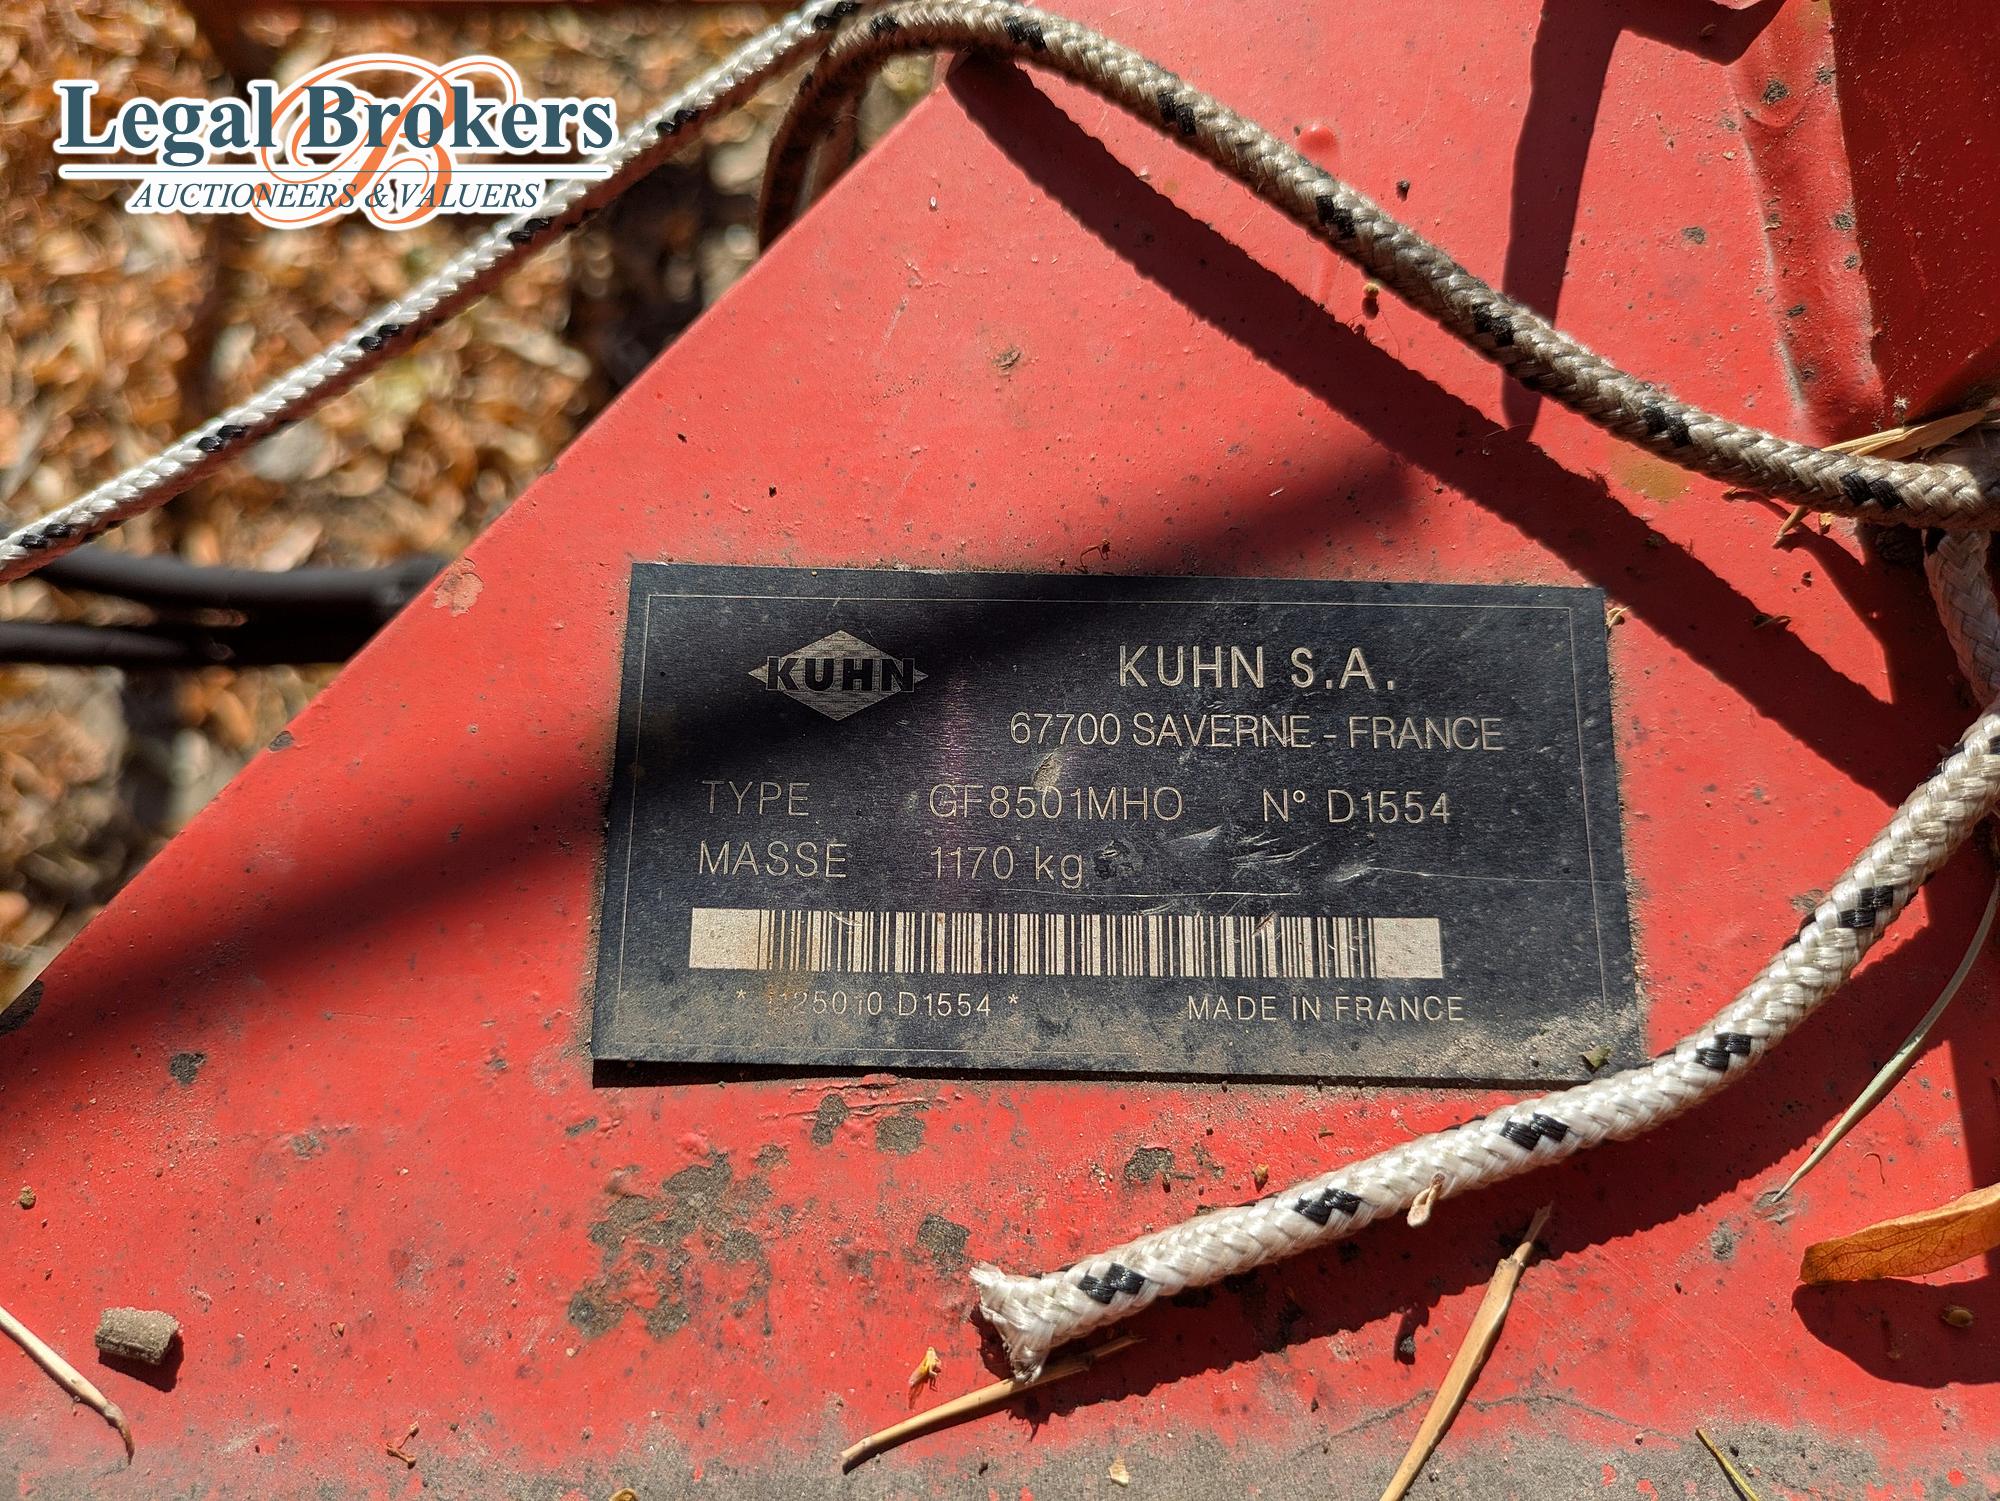 Legal Brokers
AUCTIONEERS & VALUERS
KUHN
KUHN S.A.
67700 SAVERNE - FRANCE
TYPE GF8501MHO N° D1554
MASSE 1170 kg
D1554 *
MADE IN FRANCE